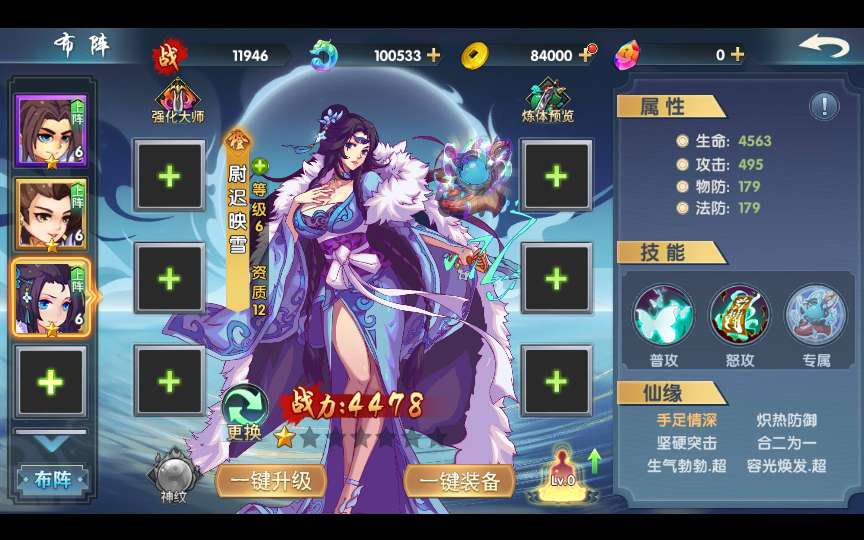 布阵
战 11946 100533 84000 0
强化大师
炼体预览
上阵 6
上阵 6
上阵 6
布阵
橙
尉迟映雪
等级6
资质12
战力:4478
更换
神纹
一键升级
一键装备
Lv.0
属性
生命: 4563
攻击: 495
物防: 179
法防: 179
技能
普攻 怒攻 专属
仙缘
手足情深 炽热防御
坚硬突击 合二为一
生气勃勃.超 容光焕发.超